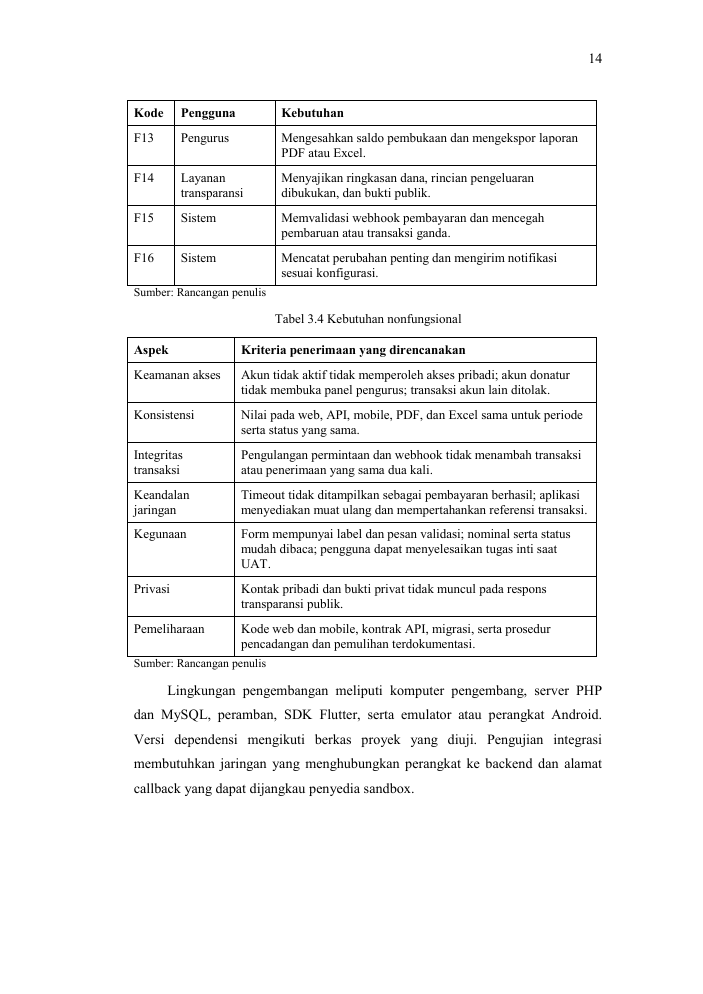 14
Kode Pengguna Kebutuhan
F13 Pengurus Mengesahkan saldo pembukaan dan mengekspor laporan
PDF atau Excel.
F14 Layanan Menyajikan ringkasan dana, rincian pengeluaran
transparansi dibukukan, dan bukti publik.
F15 Sistem Memvalidasi webhook pembayaran dan mencegah
pembaruan atau transaksi ganda.
F16 Sistem Mencatat perubahan penting dan mengirim notifikasi
sesuai konfigurasi.
Sumber: Rancangan penulis
Tabel 3.4 Kebutuhan nonfungsional
Aspek Kriteria penerimaan yang direncanakan
Keamanan akses Akun tidak aktif tidak memperoleh akses pribadi; akun donatur
tidak membuka panel pengurus; transaksi akun lain ditolak.
Konsistensi Nilai pada web, API, mobile, PDF, dan Excel sama untuk periode
serta status yang sama.
Integritas Pengulangan permintaan dan webhook tidak menambah transaksi
transaksi atau penerimaan yang sama dua kali.
Keandalan Timeout tidak ditampilkan sebagai pembayaran berhasil; aplikasi
jaringan menyediakan muat ulang dan mempertahankan referensi transaksi.
Kegunaan Form mempunyai label dan pesan validasi; nominal serta status
mudah dibaca; pengguna dapat menyelesaikan tugas inti saat
UAT.
Privasi Kontak pribadi dan bukti privat tidak muncul pada respons
transparansi publik.
Pemeliharaan Kode web dan mobile, kontrak API, migrasi, serta prosedur
pencadangan dan pemulihan terdokumentasi.
Sumber: Rancangan penulis
Lingkungan pengembangan meliputi komputer pengembang, server PHP
dan MySQL, peramban, SDK Flutter, serta emulator atau perangkat Android.
Versi dependensi mengikuti berkas proyek yang diuji. Pengujian integrasi
membutuhkan jaringan yang menghubungkan perangkat ke backend dan alamat
callback yang dapat dijangkau penyedia sandbox.